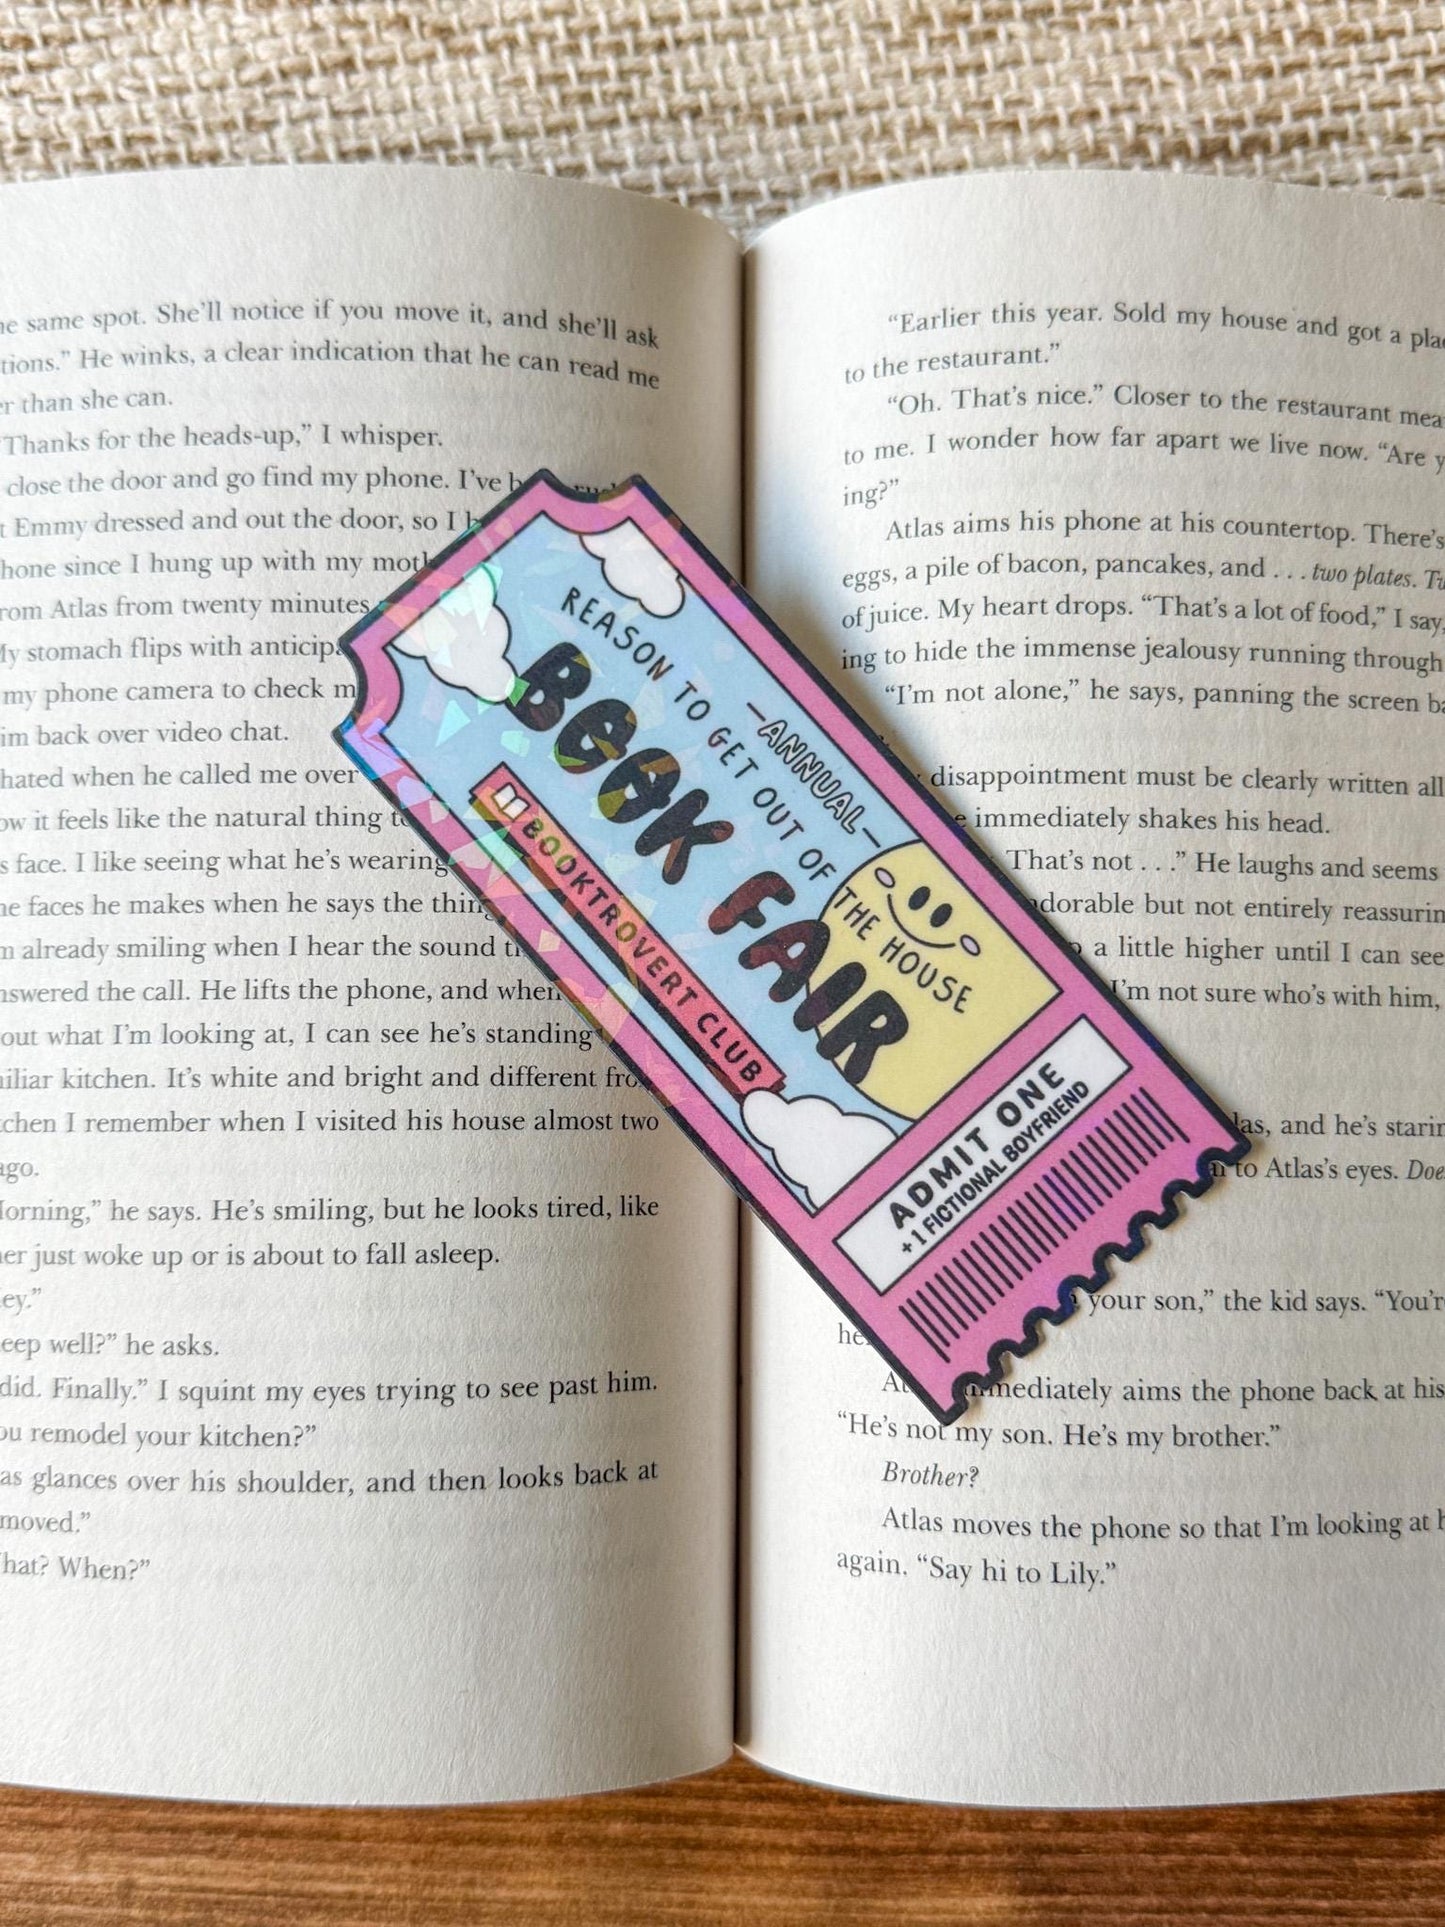 same spot. She'll notice if you move it, and she'll ask
tions." He winks, a clear indication that he can read me
than she can.
Thanks for the heads-up," I whisper.
close the door and go find my phone. I've
Emmy dressed and out the door, so I
hone since I hung up with my
rom Atlas from twenty minutes
stomach flips with
my phone camera to check
im back over video chat.
hated when he called me over
ow it feels like the natural thing
s face. I like seeing what he's wearing
faces he makes when he says the
already smiling when I hear the sound
nswered the call. He lifts the phone, and when
out what I'm looking at, I can see he's standing
iliar kitchen. It's white and bright and different
tchen I remember when I visited his house almost two
ago.
orning," he says. He's smiling, but he looks tired, like
er just woke up or is about to fall asleep.
ey."
eep well?" he asks.
did. Finally." I squint my eyes trying to see past him.
ou remodel your kitchen?"
as glances over his shoulder, and then looks back at
moved."
hat? When?"
REASON TO GET OUT OF THE HOUSE
—ANNUAL—
BOOK FAIR
BOOKTROVERT CLUB
ADMIT ONE
+ 1 FICTIONAL BOYFRIEND
"Earlier this year. Sold my house and got a
to the restaurant."
"Oh. That's nice." Closer to the restaurant
to me. I wonder how far apart we live now. "Are
ing?"
Atlas aims his phone at his countertop. There's
eggs, a pile of bacon, pancakes, and . . . two plates.
of juice. My heart drops. "That's a lot of food," I say,
ing to hide the immense jealousy running through
"I'm not alone," he says, panning the screen
disappointment must be clearly written all
immediately shakes his head.
That's not . . ." He laughs and seems
adorable but not entirely
a little higher until I can see
I'm not sure who's with him,
las, and he's
to Atlas's eyes.
your son," the kid says.
immediately aims the phone back at his
"He's not my son. He's my brother."
Brother?
Atlas moves the phone so that I'm looking at
again. "Say hi to Lily."